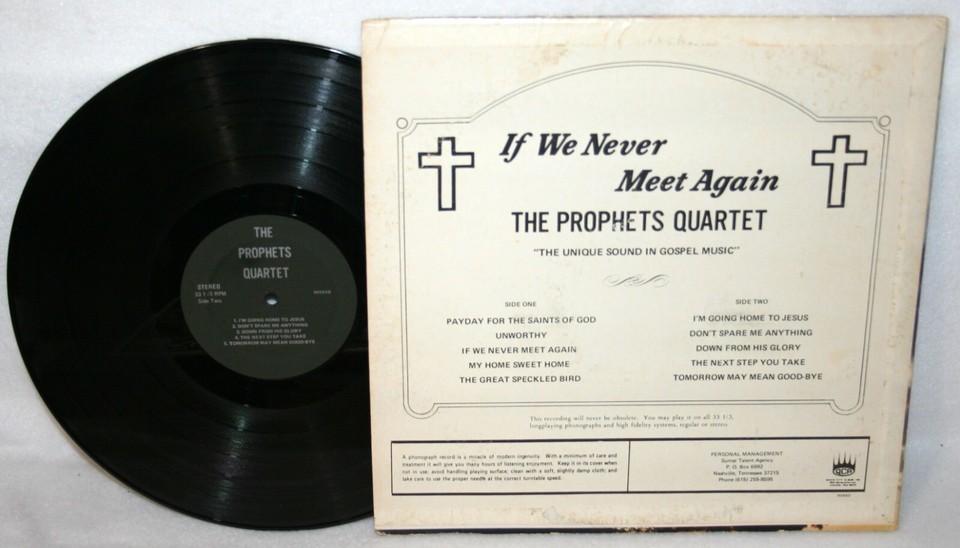 THE
PROPHETS
QUARTET
STEREO
33 1/3 RPM
Side Two
1. I'M GOING HOME TO JESUS
2. DON'T SPARE ME ANYTHING
3. DOWN FROM HIS GLORY
4. THE NEXT STEP YOU TAKE
5. TOMORROW MAY MEAN GOOD-BYE
If We Never
Meet Again
THE PROPHETS QUARTET
"THE UNIQUE SOUND IN GOSPEL MUSIC"
SIDE ONE
PAYDAY FOR THE SAINTS OF GOD
UNWORTHY
IF WE NEVER MEET AGAIN
MY HOME SWEET HOME
THE GREAT SPECKLED BIRD
SIDE TWO
I'M GOING HOME TO JESUS
DON'T SPARE ME ANYTHING
DOWN FROM HIS GLORY
THE NEXT STEP YOU TAKE
TOMORROW MAY MEAN GOOD-BYE
This recording will never be obsolete. You may play it on all 33 1/3,
longplaying phonographs and high fidelity systems, regular or stereo
A phonograph record is a miracle of modern ingenuity. With a minimum of care and
treatment it will give you many hours of listening enjoyment. Keep it in its cover when
not in use; avoid handling playing surface; clean with a soft, slightly damp cloth; and
take care to use the proper needle at the correct turntable speed.
PERSONAL MANAGEMENT
Sumar Talent Agency
P. O. Box 6992
Nashville, Tennessee 37215
Phone (615) 255-8595